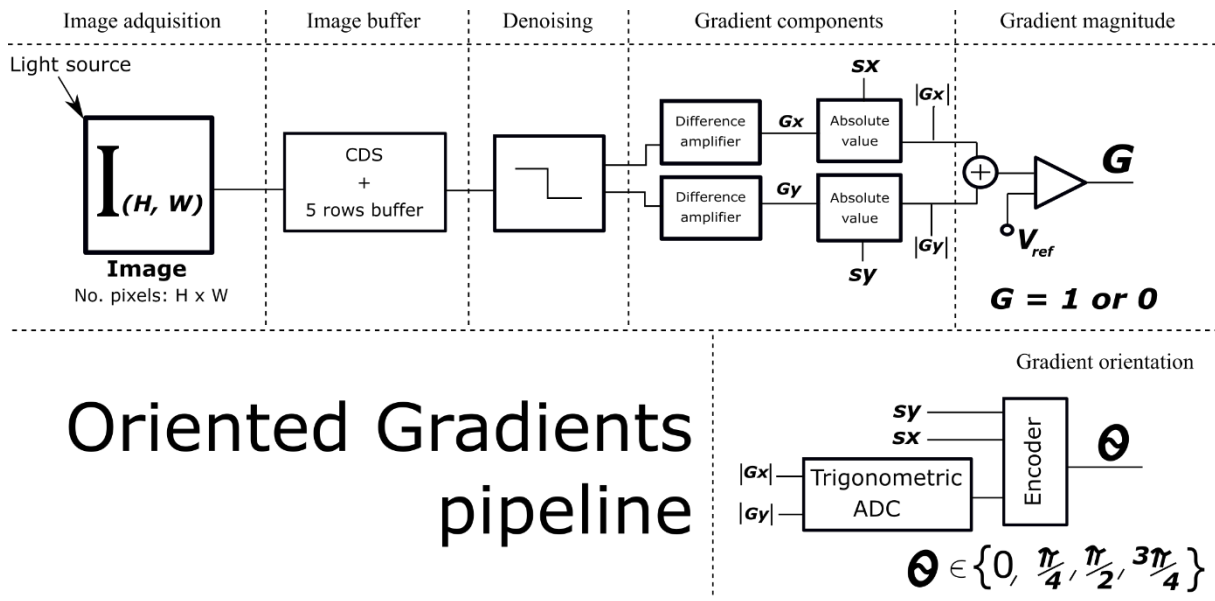 Image adquisition
Image buffer
Denoising
Gradient components
Gradient magnitude
Light source
I(H, W)
Image
No. pixels: H x W
CDS
+
5 rows buffer
Difference
amplifier
Gx
sx
Absolute
value
|Gx|
Difference
amplifier
Gy
Absolute
value
sy
|Gy|
+
G
Vref
G = 1 or 0
Oriented Gradients
pipeline
Gradient orientation
sy
sx
|Gx|
|Gy|
Trigonometric
ADC
Encoder
Θ
Θ ∈ {0, π/4, π/2, 3π/4}